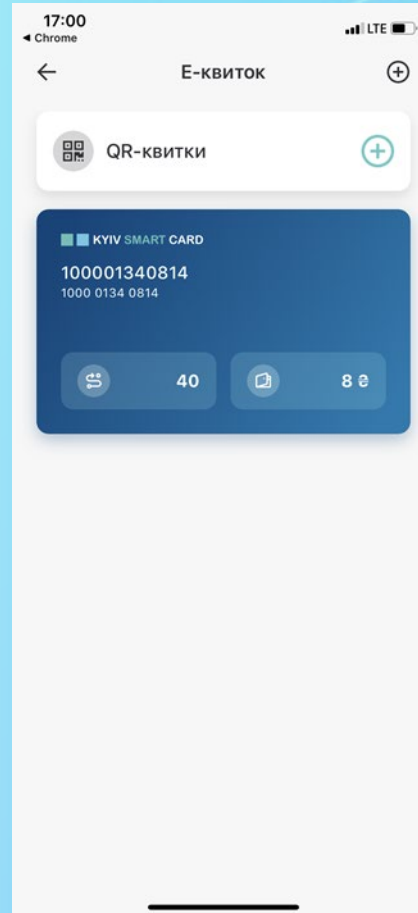 17:00
◀ Chrome
LTE
Е-квиток
QR-квитки
KYIV SMART CARD
100001340814
1000 0134 0814
40
8 ₴